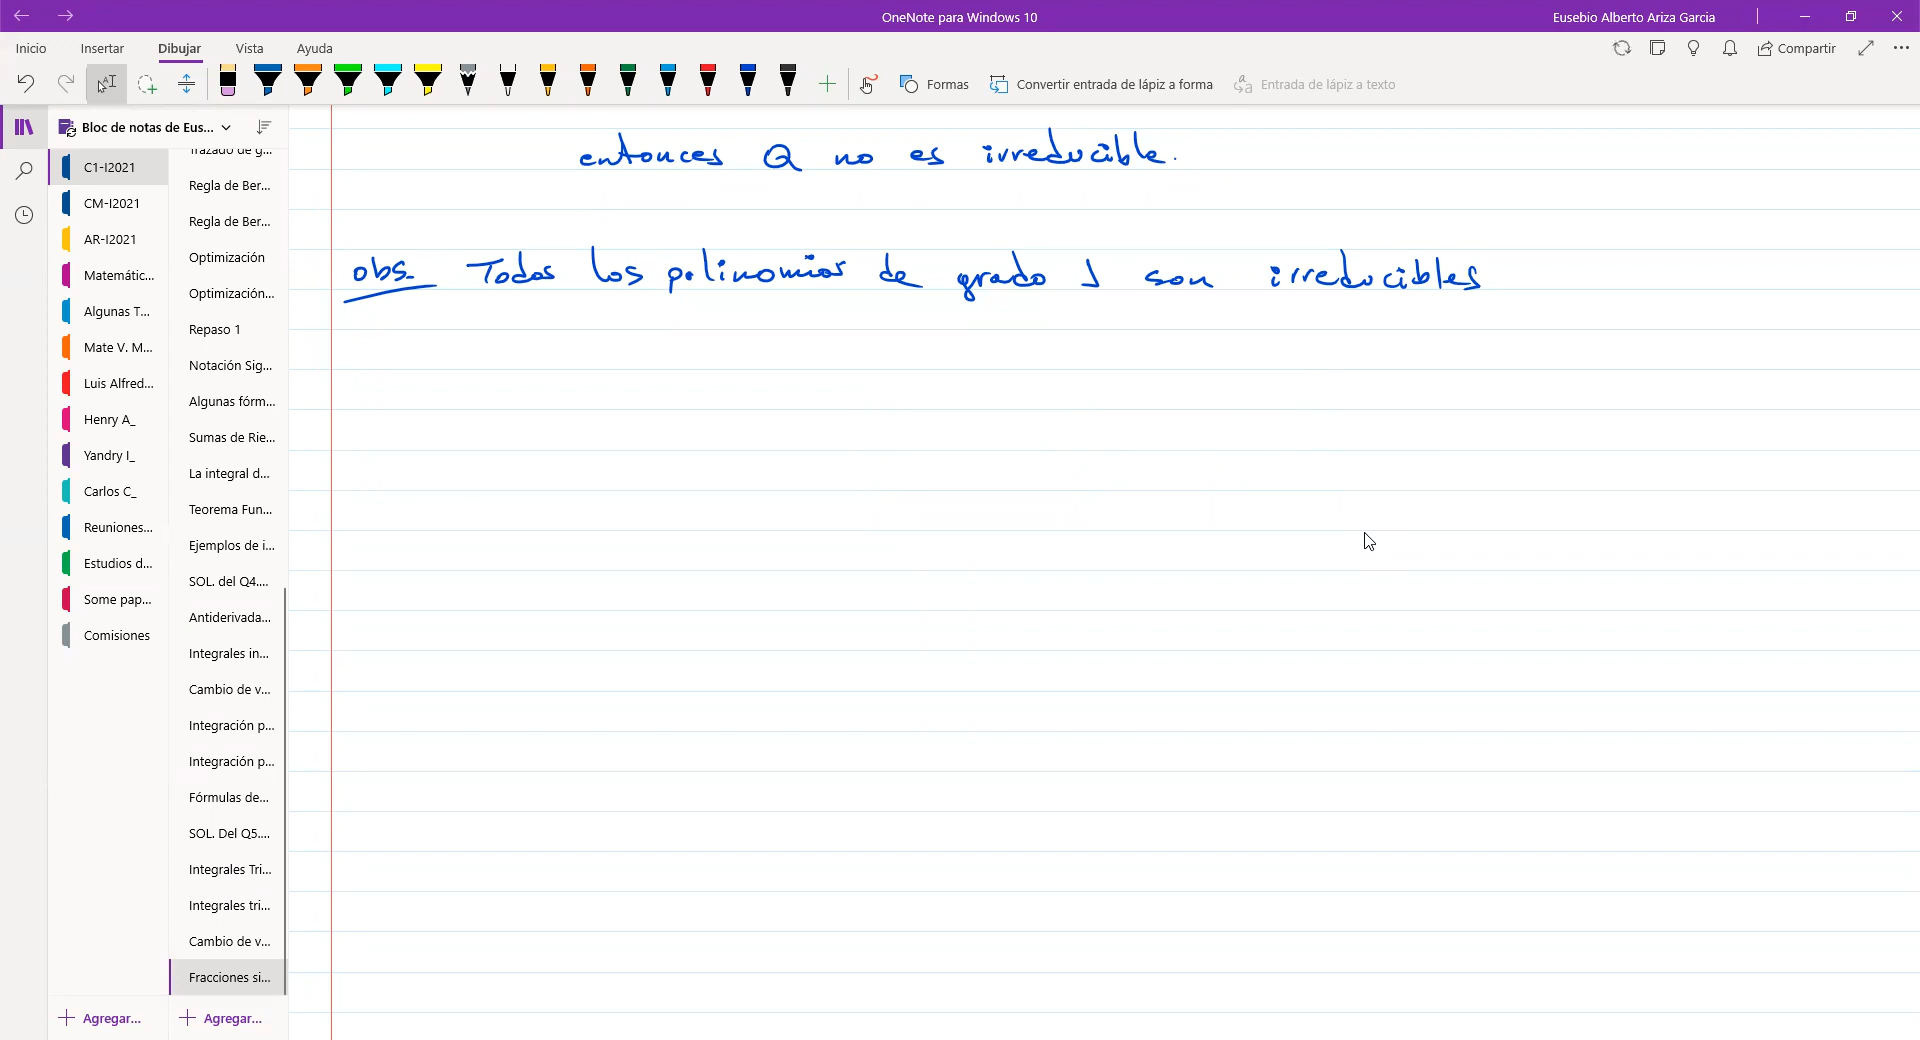 OneNote para Windows 10
Eusebio Alberto Ariza Garcia
Inicio
Insertar
Dibujar
Vista
Ayuda
Compartir
Formas
Convertir entrada de lápiz a forma
Entrada de lápiz a texto
Bloc de notas de Eus...
C1-I2021
CM-I2021
AR-I2021
Matemátic...
Algunas T...
Mate V. M...
Luis Alfred...
Henry A_
Yandry I_
Carlos C_
Reuniones...
Estudios d...
Some pap...
Comisiones
Agregar...
Trazado de g...
Regla de Ber...
Regla de Ber...
Optimización
Optimización...
Repaso 1
Notación Sig...
Algunas fórm...
Sumas de Rie...
La integral d...
Teorema Fun...
Ejemplos de i...
SOL. del Q4....
Antiderivada...
Integrales in...
Cambio de v...
Integración p...
Integración p...
Fórmulas de...
SOL. Del Q5....
Integrales Tri...
Integrales tri...
Cambio de v...
Fracciones si...
Agregar...
entonces Q no es irreducible.
obs. Todos los polinomios de grado 1 son irreducibles